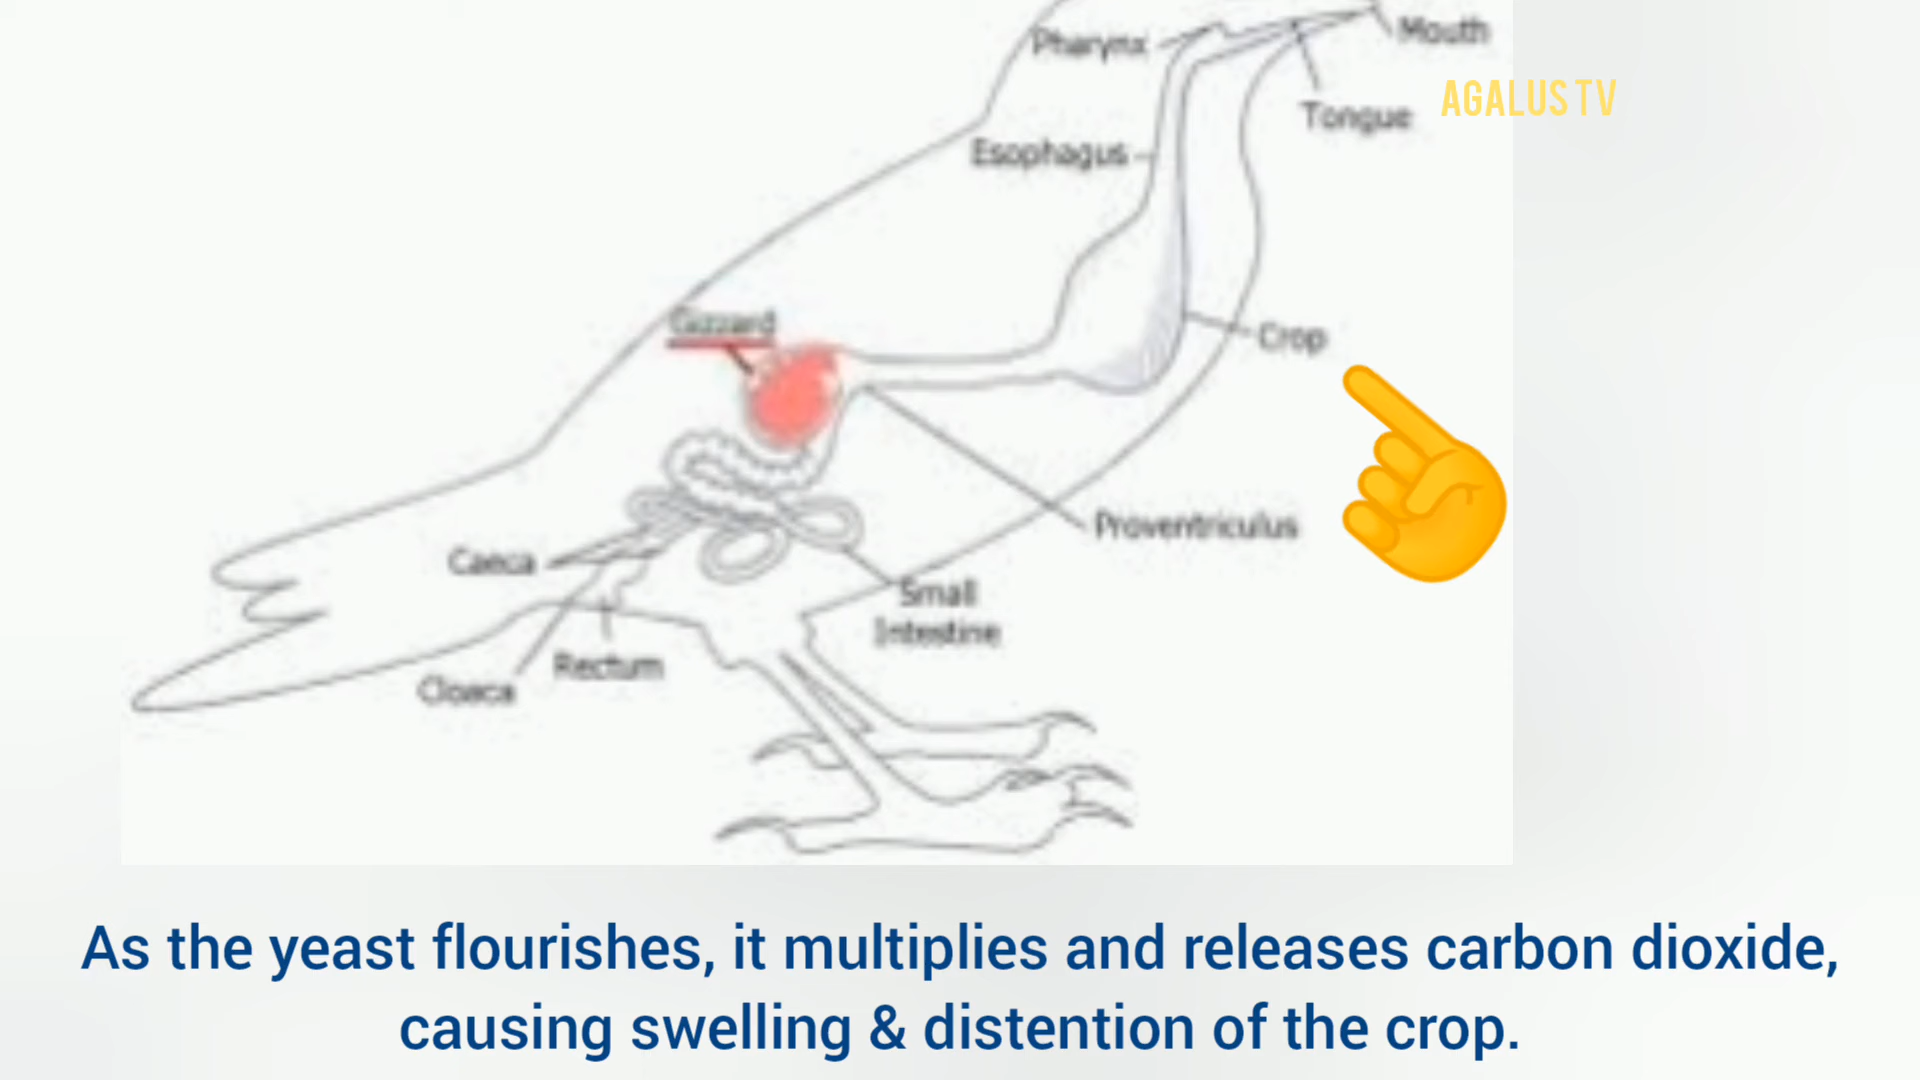 Pharynx
Mouth
AGALUS TV
Tongue
Esophagus
Gizzard
Crop
Proventriculus
Caeca
Small
Intestine
Rectum
Cloaca
As the yeast flourishes, it multiplies and releases carbon dioxide,
causing swelling & distention of the crop.